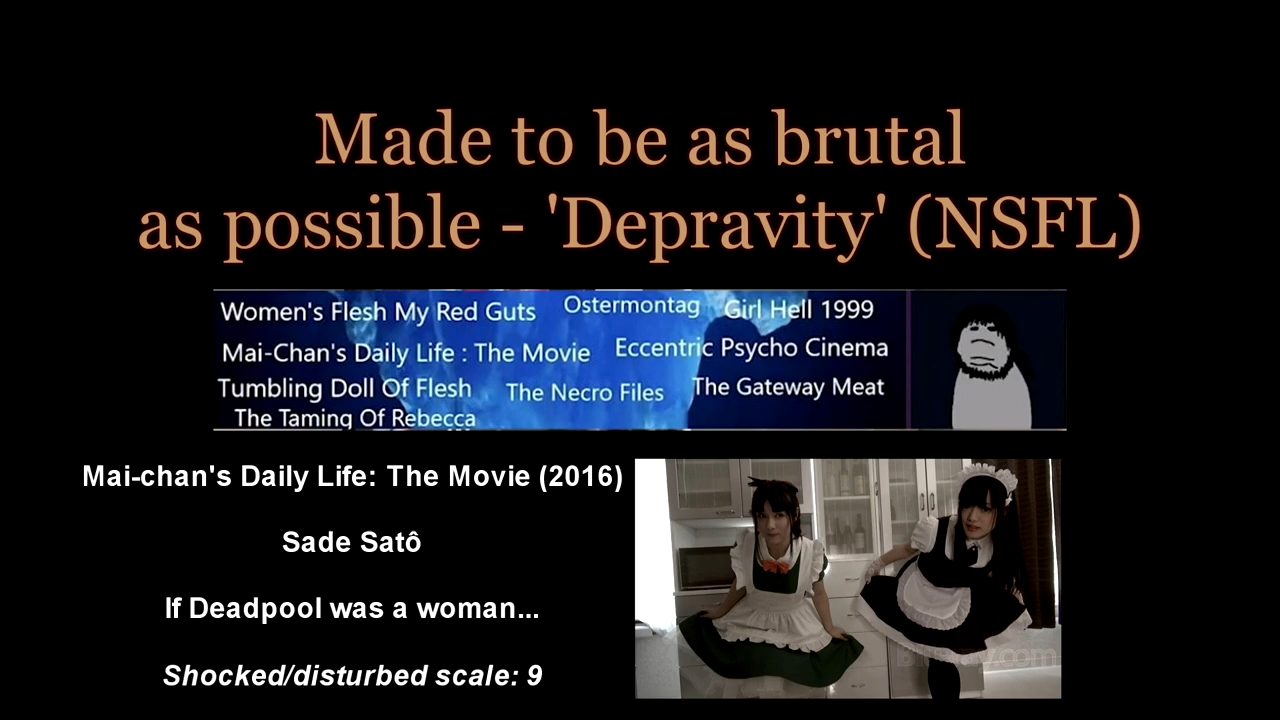 Made to be as brutal
as possible - 'Depravity' (NSFL)
Women's Flesh My Red Guts Ostermontag Girl Hell 1999
Mai-Chan's Daily Life : The Movie Eccentric Psycho Cinema
Tumbling Doll Of Flesh The Necro Files The Gateway Meat
The Taming Of Rebecca
Mai-chan's Daily Life: The Movie (2016)
Sade Satô
If Deadpool was a woman...
Shocked/disturbed scale: 9